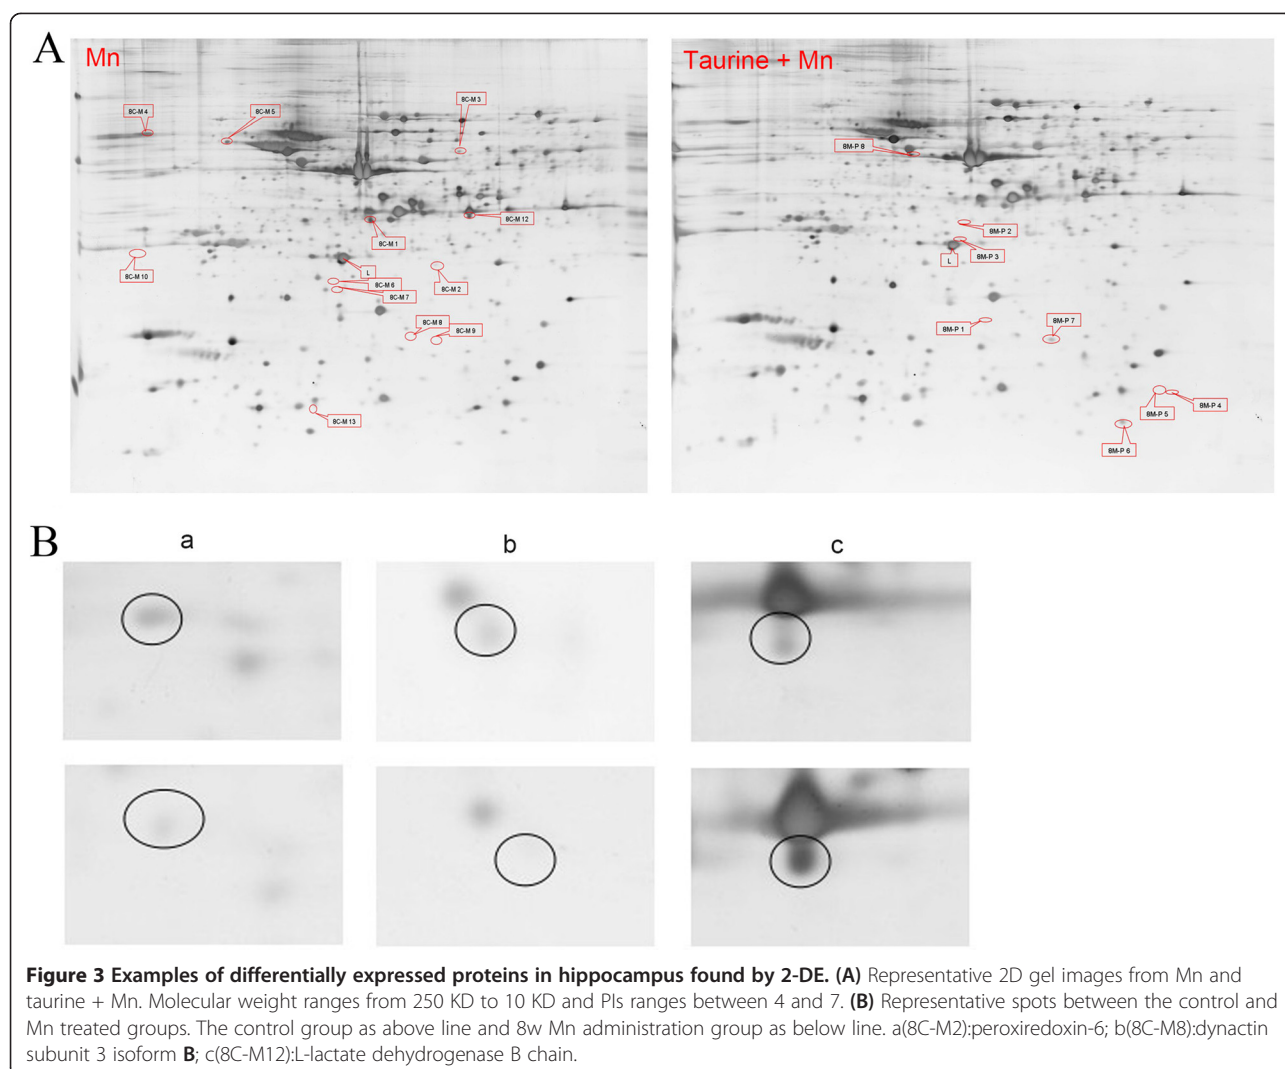 A
Mn
Taurine + Mn
8C-M 4
8C-M 5
8C-M 3
8C-M 12
8C-M 1
8C-M 10
L
8C-M 6
8C-M 7
8C-M 2
8C-M 8
8C-M 9
8C-M 13
8M-P 8
8M-P 2
8M-P 3
L
8M-P 1
8M-P 7
8M-P 4
8M-P 5
8M-P 6
B
a
b
c
Figure 3 Examples of differentially expressed proteins in hippocampus found by 2-DE. (A) Representative 2D gel images from Mn and
taurine + Mn. Molecular weight ranges from 250 KD to 10 KD and PIs ranges between 4 and 7. (B) Representative spots between the control and
Mn treated groups. The control group as above line and 8w Mn administration group as below line. a(8C-M2):peroxiredoxin-6; b(8C-M8):dynactin
subunit 3 isoform B; c(8C-M12):L-lactate dehydrogenase B chain.